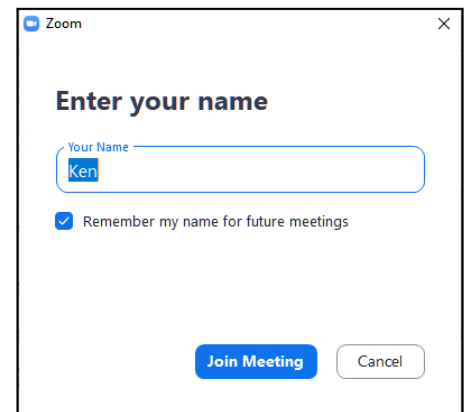 Zoom
Enter your name
Your Name
Ken
Remember my name for future meetings
Join Meeting
Cancel